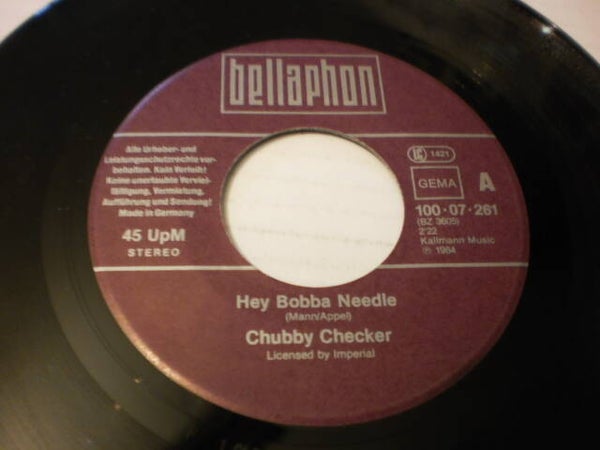 bellaphon
Alle Urheber- und
Leistungsschutzrechte vor-
behalten. Kein Verleih!
Keine unerlaubte Verviel-
fältigung, Vermietung,
Aufführung und Sendung!
Made in Germany
45 UpM
STEREO
LC 1421
GEMA A
100·07·261
(BZ 3605)
2'22
Kallmann Music
℗ 1984
Hey Bobba Needle
(Mann/Appel)
Chubby Checker
Licensed by Imperial